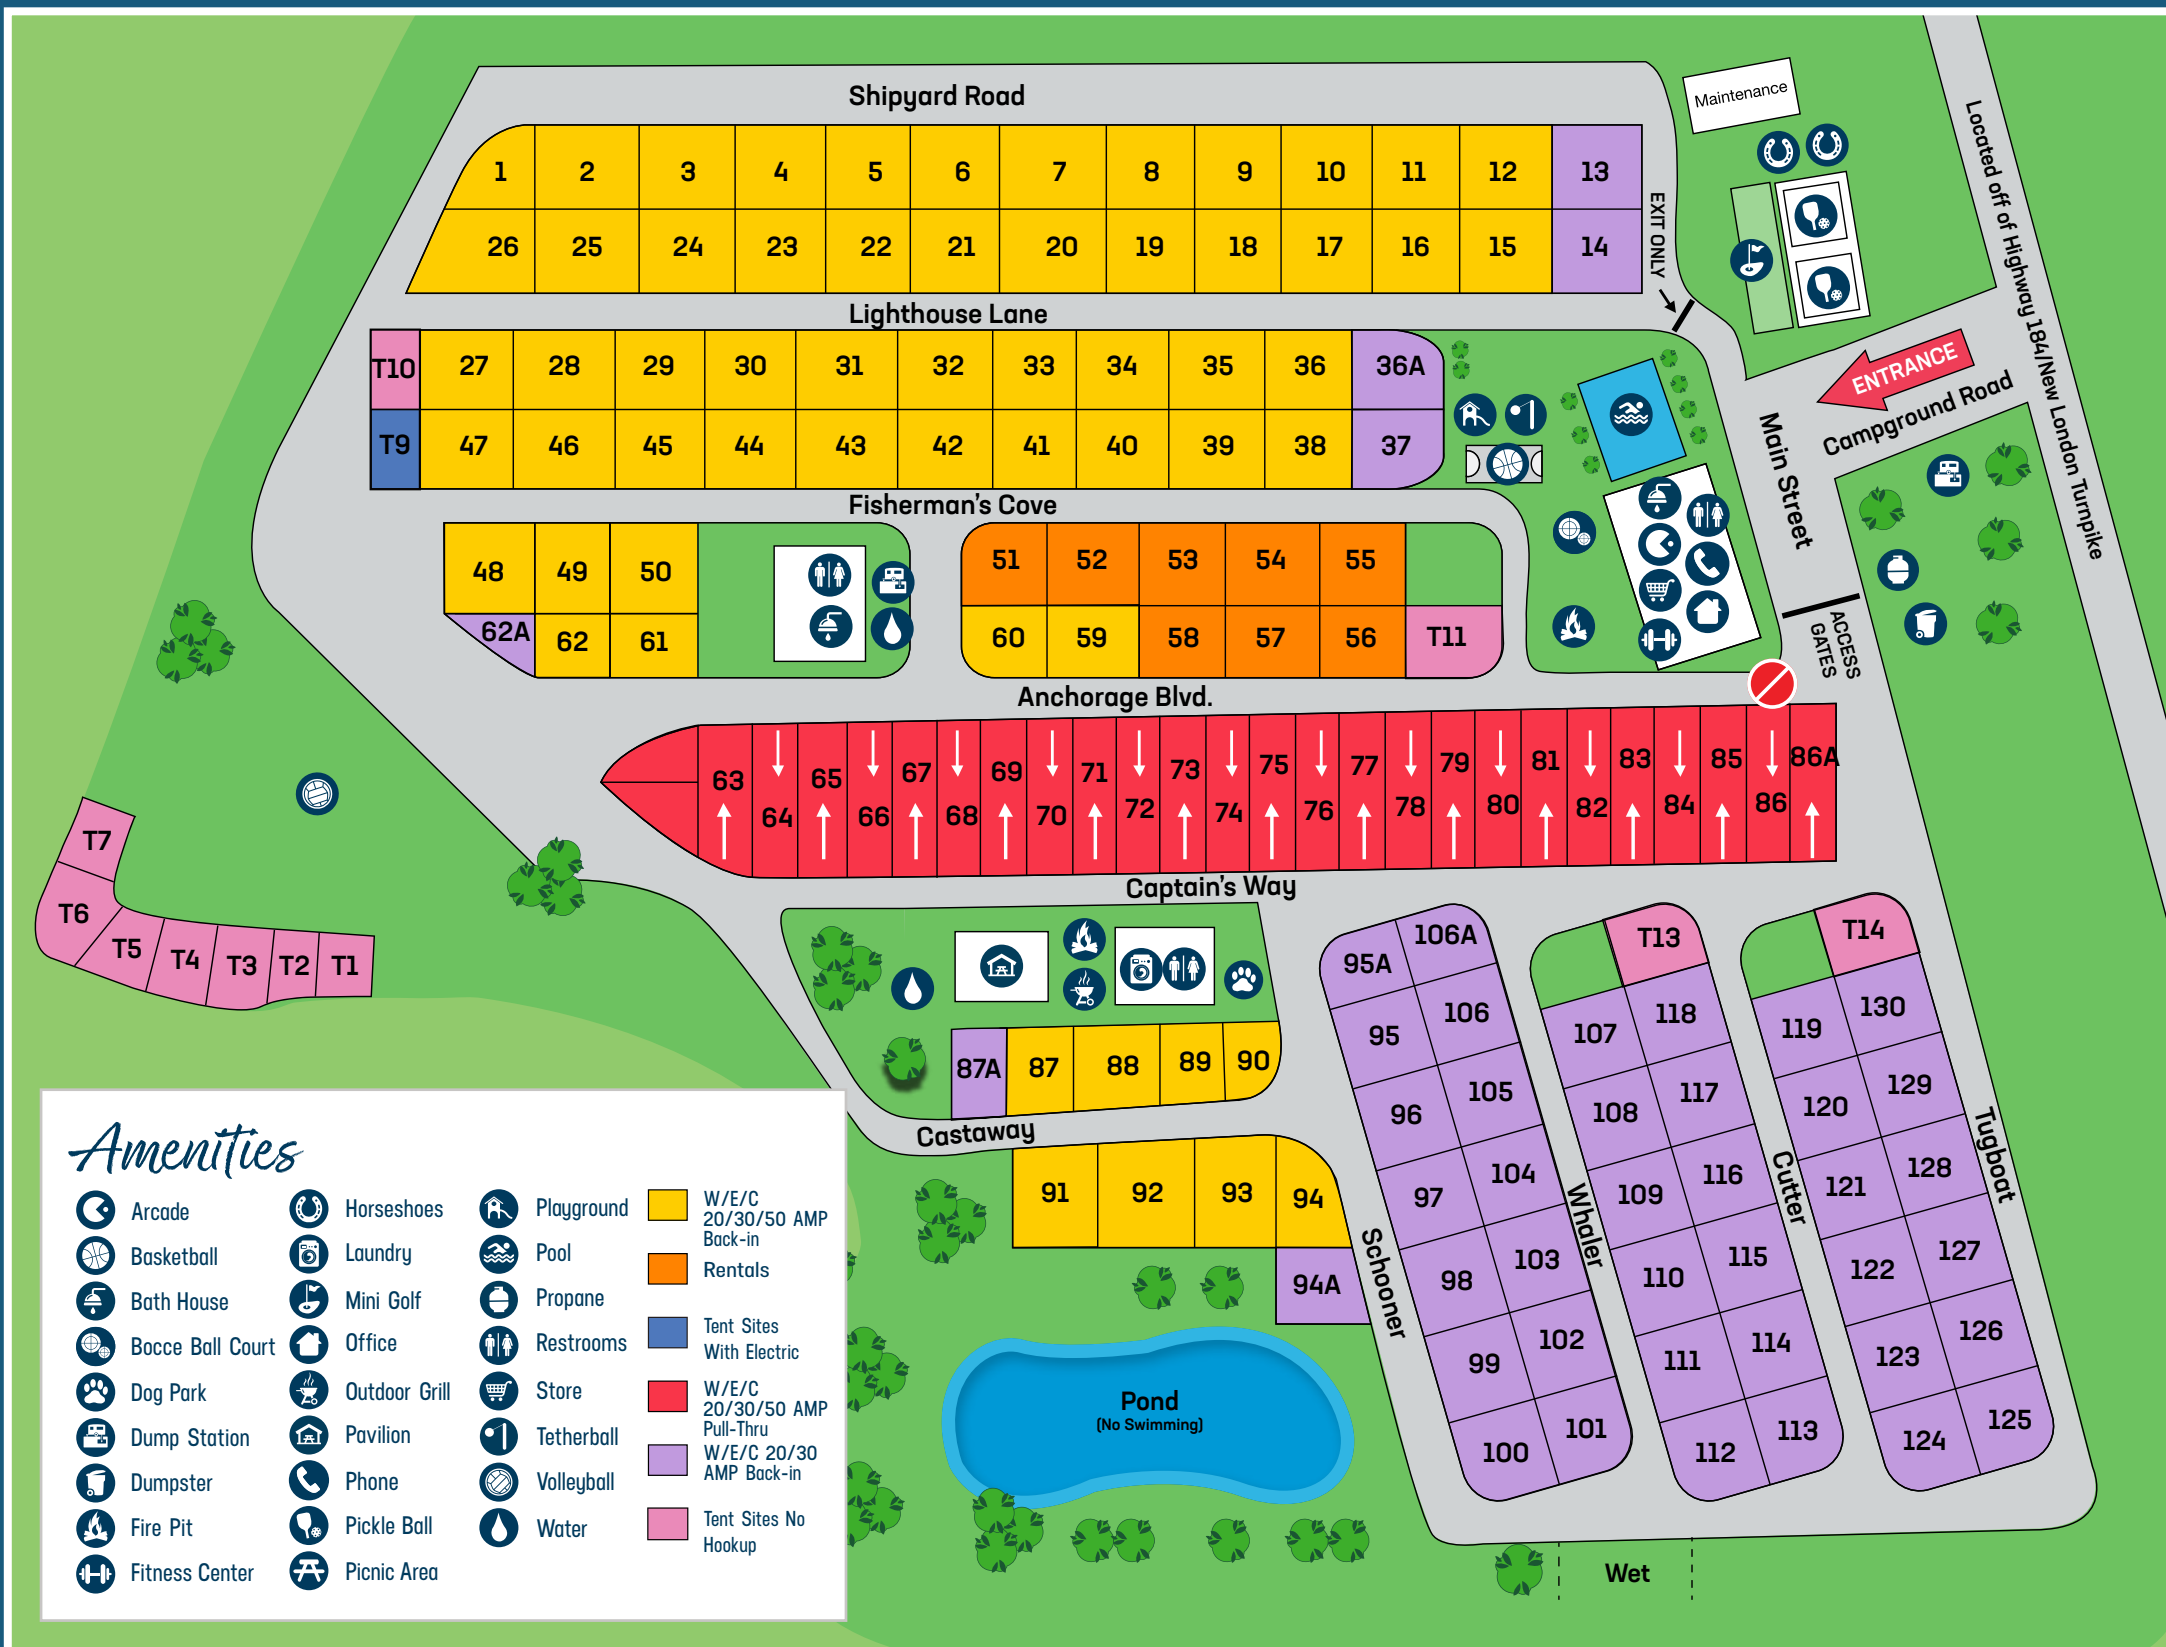 Shipyard Road
Maintenance
1 2 3 4 5 6 7 8 9 10 11 12 13
26 25 24 23 22 21 20 19 18 17 16 15 14
EXIT ONLY
Located off of Highway 184/New London Turnpike
Lighthouse Lane
T10 27 28 29 30 31 32 33 34 35 36 36A
T9 47 46 45 44 43 42 41 40 39 38 37
ENTRANCE
Campground Road
Main Street
Fisherman's Cove
48 49 50
62A 62 61
51 52 53 54 55
60 59 58 57 56 T11
ACCESS
GATES
Anchorage Blvd.
63 64 65 66 67 68 69 70 71 72 73 74 75 76 77 78 79 80 81 82 83 84 85 86 86A
Captain's Way
T7
T6
T5 T4 T3 T2 T1
87A 87 88 89 90
Castaway
91 92 93 94
94A
95A 106A
95 106
96 105
97 104
98 103
99 102
100 101
Schooner
T13
107 118
108 117
109 116
110 115
111 114
112 113
Whaler
T14
119 130
120 129
121 128
122 127
123 126
124 125
Cutter
Tugboat
Pond
(No Swimming)
Wet
Amenities
Arcade
Basketball
Bath House
Bocce Ball Court
Dog Park
Dump Station
Dumpster
Fire Pit
Fitness Center
Horseshoes
Laundry
Mini Golf
Office
Outdoor Grill
Pavilion
Phone
Pickle Ball
Picnic Area
Playground
Pool
Propane
Restrooms
Store
Tetherball
Volleyball
Water
W/E/C
20/30/50 AMP
Back-in
Rentals
Tent Sites
With Electric
W/E/C
20/30/50 AMP
Pull-Thru
W/E/C 20/30
AMP Back-in
Tent Sites No
Hookup